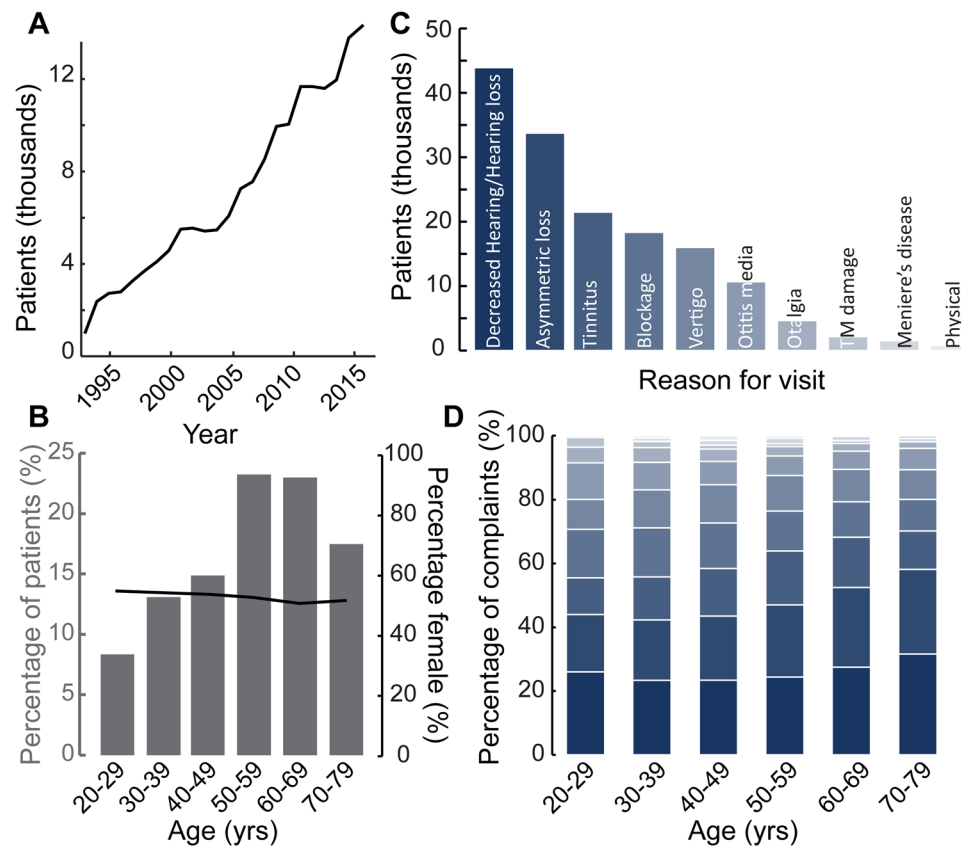 A
Patients (thousands)
12
8
4
0
1995
2000
2005
2010
2015
Year
C
Patients (thousands)
50
40
30
20
10
0
Decreased Hearing/Hearing loss
Asymmetric loss
Tinnitus
Blockage
Vertigo
Otitis media
Otalgia
TM damage
Meniere's disease
Physical
Reason for visit
B
Percentage of patients (%)
25
20
15
10
5
0
100
80
60
40
20
0
Percentage female (%)
20-29
30-39
40-49
50-59
60-69
70-79
Age (yrs)
D
Percentage of complaints (%)
100
80
60
40
20
0
20-29
30-39
40-49
50-59
60-69
70-79
Age (yrs)